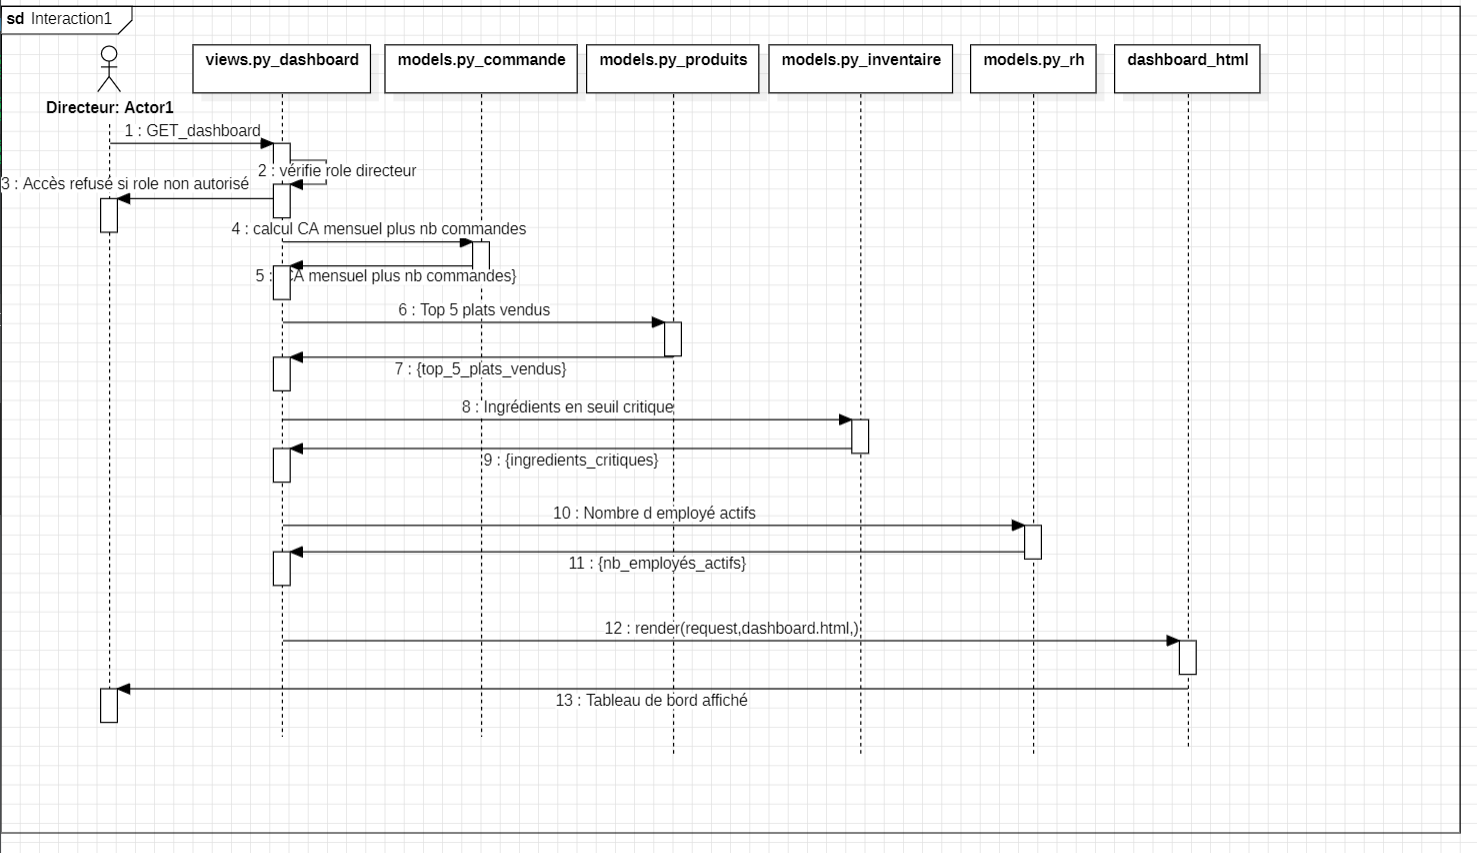 sd Interaction1
Directeur: Actor1
views.py_dashboard
models.py_commande
models.py_produits
models.py_inventaire
models.py_rh
dashboard_html
1 : GET_dashboard
2 : vérifie role directeur
3 : Accès refusé si role non autorisé
4 : calcul CA mensuel plus nb commandes
5 : CA mensuel plus nb commandes}
6 : Top 5 plats vendus
7 : {top_5_plats_vendus}
8 : Ingrédients en seuil critique
9 : {ingredients_critiques}
10 : Nombre d employé actifs
11 : {nb_employés_actifs}
12 : render(request,dashboard.html,)
13 : Tableau de bord affiché